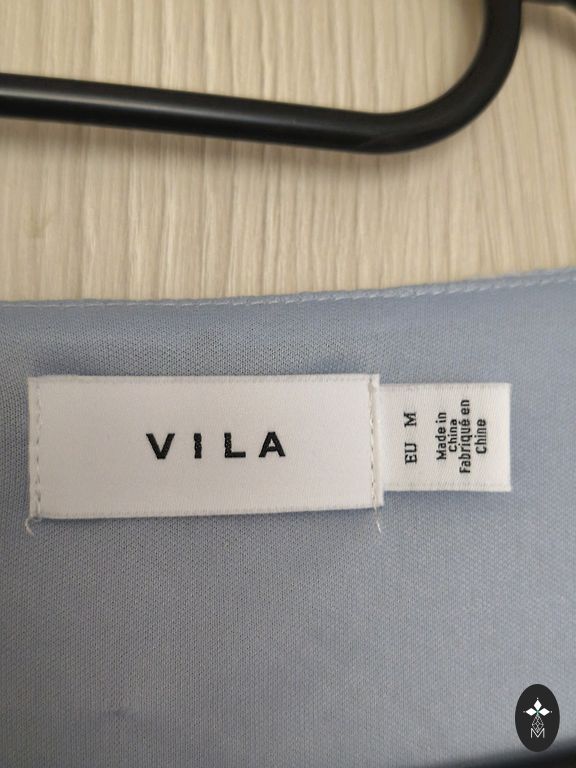 VILA
EU M
Made in
China
Fabriqué en
Chine
M